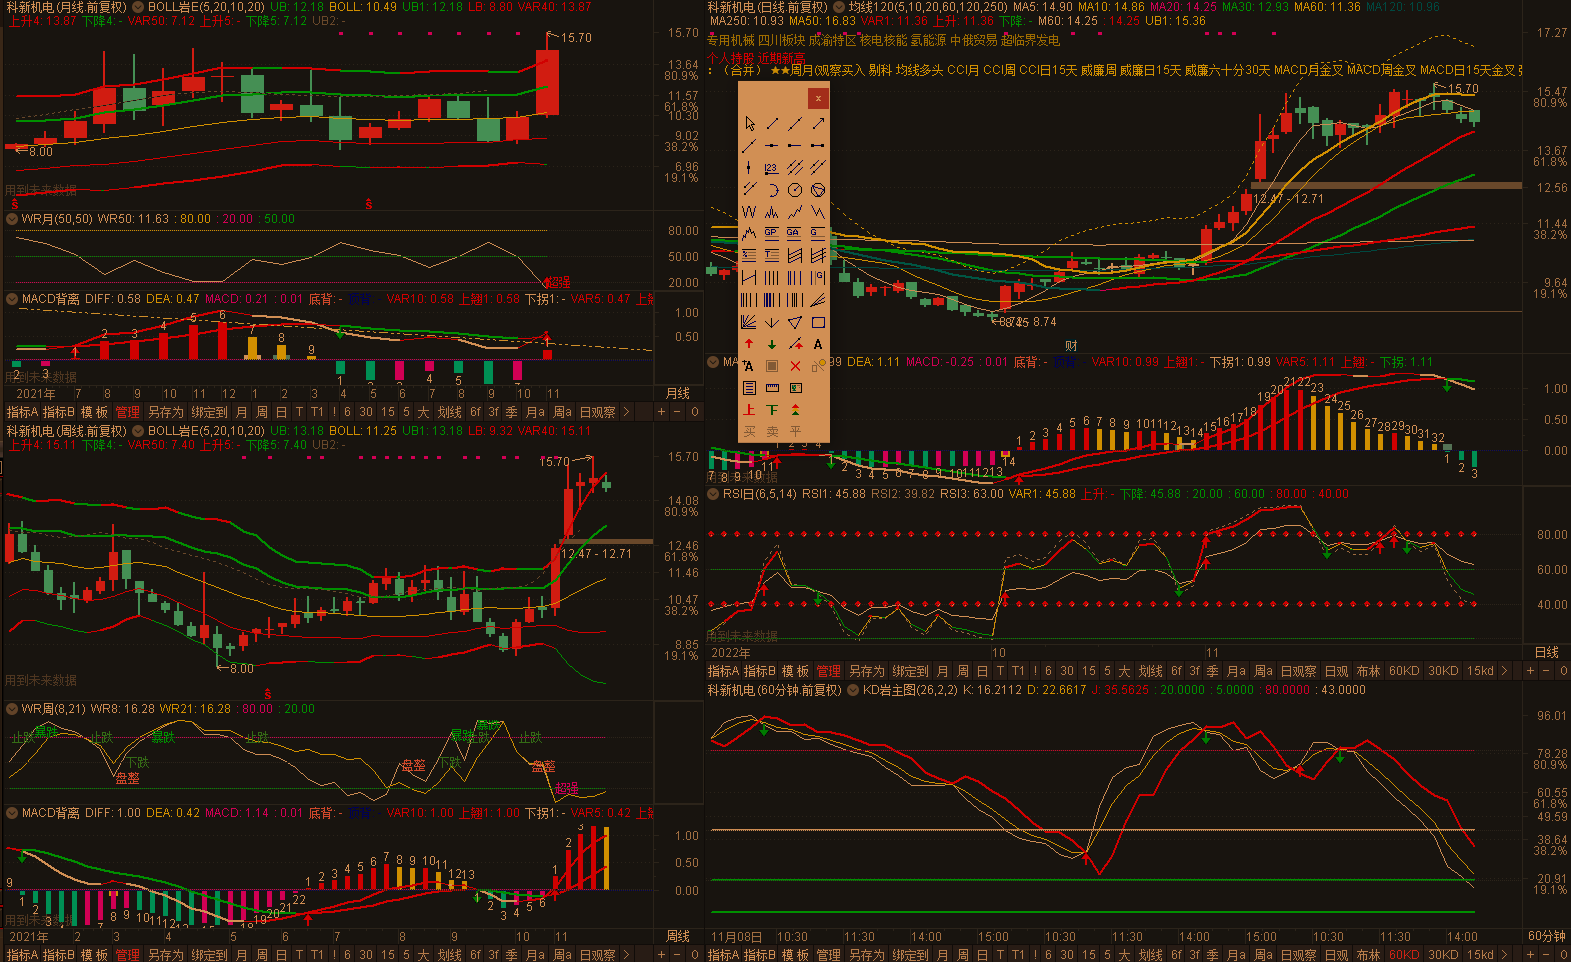 科新机电(月线.前复权) BOLL岩E(5,20,10,20) UB: 12.18 BOLL: 10.49 UB1: 12.18 LB: 8.80 VAR40: 13.87
上升4: 13.87 下降4: - VAR50: 7.12 上升5: - 下降5: 7.12 UB2: -
15.70
15.70
13.64
80.9%
11.57
61.8%
10.30
9.02
38.2%
6.96
19.1%
8.00
用到未来数据
WR月(50,50) WR50: 11.63 : 80.00 : 20.00 : 50.00
80.00
50.00
20.00
超强
MACD背离 DIFF: 0.58 DEA: 0.47 MACD: 0.21 : 0.01 底背: - 顶背: - VAR10: 0.58 上翘1: 0.58 下拐1: - VAR5: 0.47
1.00
0.50
1 2 3 4 5 6 7 8 9
2 3 1 2 3 4 5 6 7
用到未来数据
2021年 7 8 9 10 11 12 1 2 3 4 5 6 7 8 9 10 11 月线
指标A 指标B 模板 管理 另存为 绑定到 月 周 日 T T1 ! 6 30 15 5 大 划线 6f 3f 季 月a 周a 日观察 > + − 0
科新机电(周线.前复权) BOLL岩E(5,20,10,20) UB: 13.18 BOLL: 11.25 UB1: 13.18 LB: 9.32 VAR40: 15.11
上升4: 15.11 下降4: - VAR50: 7.40 上升5: - 下降5: 7.40 UB2: -
15.70
15.70
14.08
80.9%
12.46
61.8%
12.47 - 12.71
11.46
10.47
38.2%
8.85
19.1%
8.00
用到未来数据
WR周(8,21) WR8: 16.28 WR21: 16.28 : 80.00 : 20.00
止跌 暴跌 止跌 暴跌 止跌 暴跌 暴跌 止跌 止跌
下跌 下跌
盘整 盘整 盘整
超强
MACD背离 DIFF: 1.00 DEA: 0.42 MACD: 1.14 : 0.01 底背: - 顶背: - VAR10: 1.00 上翘1: 1.00 下拐1: - VAR5: 0.42
1.00
0.50
0.00
用到未来数据
2021年 2 3 4 5 6 7 8 9 10 11 周线
指标A 指标B 模板 管理 另存为 绑定到 月 周 日 T T1 ! 6 30 15 5 大 划线 6f 3f 季 月a 周a 日观察 > + − 0
科新机电(日线.前复权) 均线120(5,10,20,60,120,250) MA5: 14.90 MA10: 14.86 MA20: 14.25 MA30: 12.93 MA60: 11.36 MA120: 10.96
MA250: 10.93 MA50: 16.83 VAR1: 11.36 上升: 11.36 下降: - M60: 14.25 : 14.25 UB1: 15.36
专用机械 四川板块 成渝特区 核电核能 氢能源 中俄贸易 超临界发电
个人持股 近期新高
: （合并） ★★周月(观察买入 剔科 均线多头 CCI月 CCI周 CCI日15天 威廉周 威廉日15天 威廉六十分30天 MACD月金叉 MACD周金叉 MACD日15天金叉
17.27
15.70
15.47
80.9%
13.67
61.8%
12.56
12.47 - 12.71
11.44
38.2%
9.64
19.1%
8.74
财
x
123
GP GA G
T
G
A
A
上 下
买 卖 平
DEA: 1.11 MACD: -0.25 : 0.01 底背: - 顶背: - VAR10: 0.99 上翘1: - 下拐1: 0.99 VAR5: 1.11 上翘: - 下拐: 1.11
1.00
0.50
0.00
用到未来数据
RSI日(6,5,14) RSI1: 45.88 RSI2: 39.82 RSI3: 63.00 VAR1: 45.88 上升: - 下降: 45.88 : 20.00 : 60.00 : 80.00 : 40.00
80.00
60.00
40.00
用到未来数据
2022年 10 11 日线
指标A 指标B 模板 管理 另存为 绑定到 月 周 日 T T1 ! 6 30 15 5 大 划线 6f 3f 季 月a 周a 日观察 日观 布林 60KD 30KD 15kd > + − 0
科新机电(60分钟.前复权) KD岩主图(26,2,2) K: 16.2112 D: 22.6617 J: 35.5625 : 20.0000 : 5.0000 : 80.0000 : 43.0000
96.01
78.28
80.9%
60.55
61.8%
49.59
38.64
38.2%
20.91
19.1%
11月08日 10:30 11:30 14:00 15:00 10:30 11:30 14:00 15:00 10:30 11:30 14:00 60分钟
指标A 指标B 模板 管理 另存为 绑定到 月 周 日 T T1 ! 6 30 15 5 大 划线 6f 3f 季 月a 周a 日观察 日观 布林 60KD 30KD 15kd > + − 0